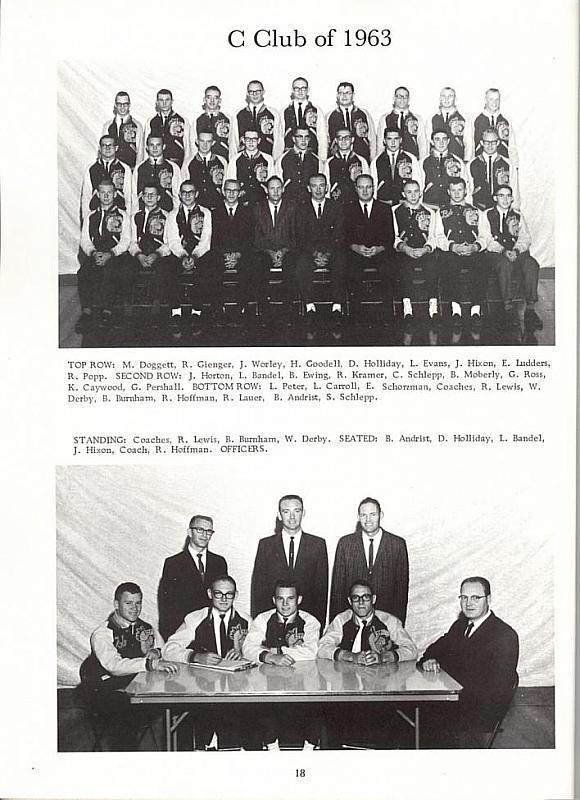 C Club of 1963
TOP ROW: M. Doggett, R. Gienger, J. Worley, H. Goodell, D. Holliday, L. Evans, J. Hixon, E. Ludders,
R. Popp. SECOND ROW: J. Horton, L. Bandel, B. Ewing, R. Kramer, C. Schlepp, B. Moberly, G. Ross,
K. Caywood, G. Pershall. BOTTOM ROW: L. Peter, L. Carroll, E. Schorzman, Coaches, R. Lewis, W.
Derby, B. Burnham, R. Hoffman, R. Lauer, B. Andrist, S. Schlepp.
STANDING: Coaches, R. Lewis, B. Burnham, W. Derby. SEATED: B. Andrist, D. Holliday, L. Bandel,
J. Hixon, Coach, R. Hoffman. OFFICERS.
18